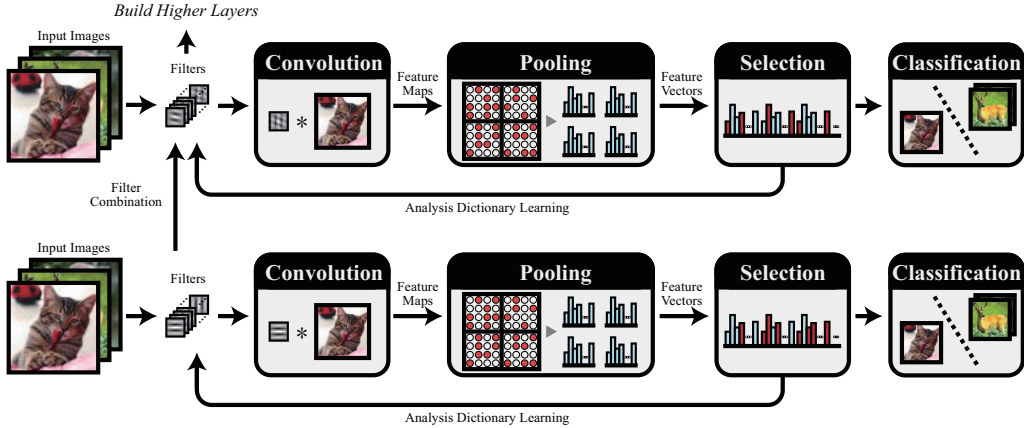 Build Higher Layers
Input Images
Filters
Convolution
Feature
Maps
Pooling
Feature
Vectors
Selection
Classification
*
...
Filter
Combination
Analysis Dictionary Learning
Input Images
Filters
Convolution
Feature
Maps
Pooling
Feature
Vectors
Selection
Classification
*
...
Analysis Dictionary Learning